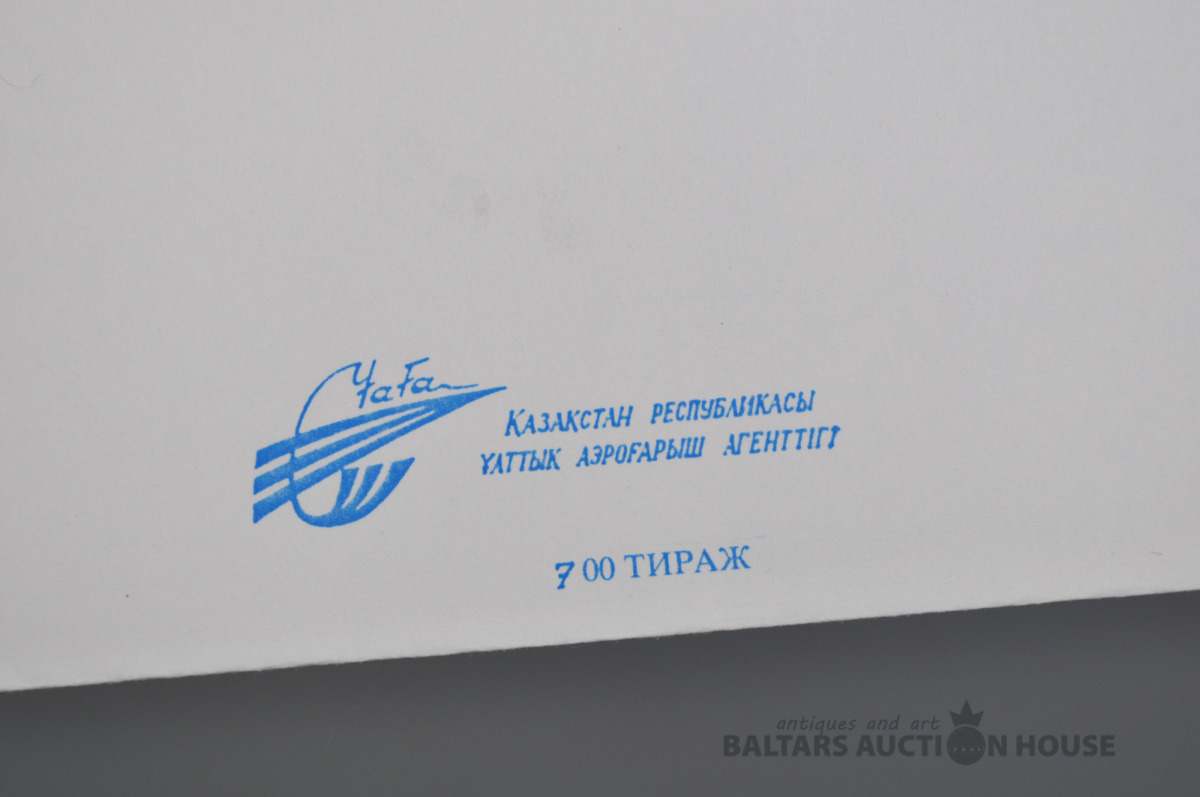 ҰаҒа
ҚАЗАҚСТАН РЕСПУБЛИКАСЫ
ҰЛТТЫҚ АЭРОҒАРЫШ АГЕНТТІГІ
700 ТИРАЖ
antiques and art
BALTARS AUCTION HOUSE